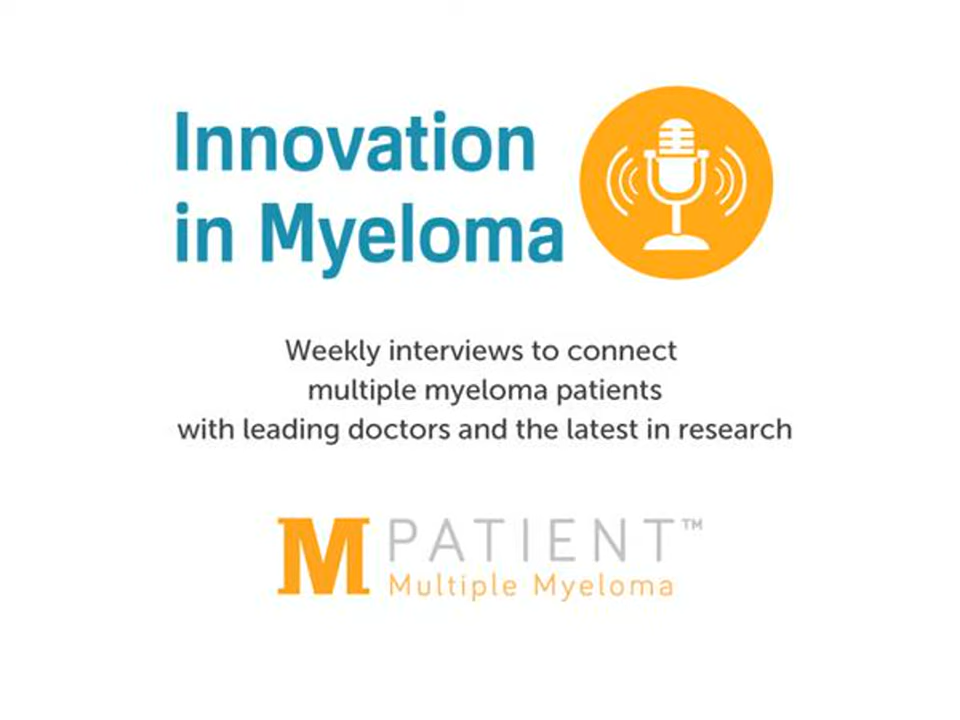 Innovation
in Myeloma
Weekly interviews to connect
multiple myeloma patients
with leading doctors and the latest in research
M PATIENT™
Multiple Myeloma